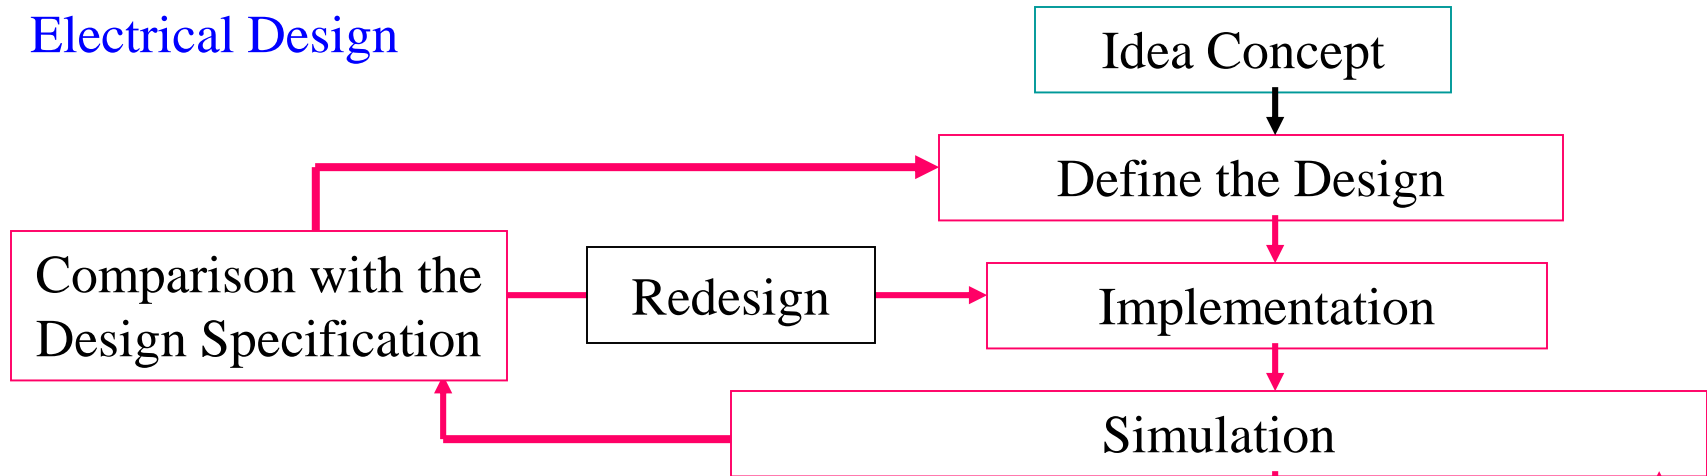 Electrical Design
Idea Concept
Define the Design
Comparison with the
Design Specification
Redesign
Implementation
Simulation